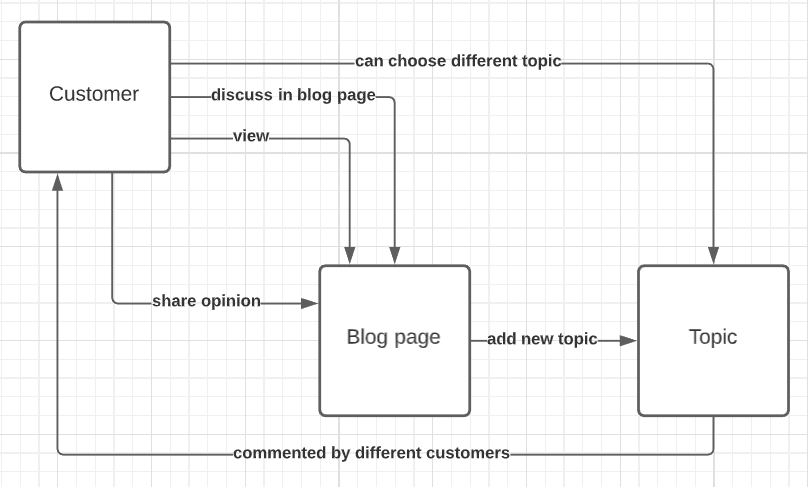 can choose different topic
Customer
discuss in blog page
view
share opinion
Blog page
add new topic
Topic
commented by different customers